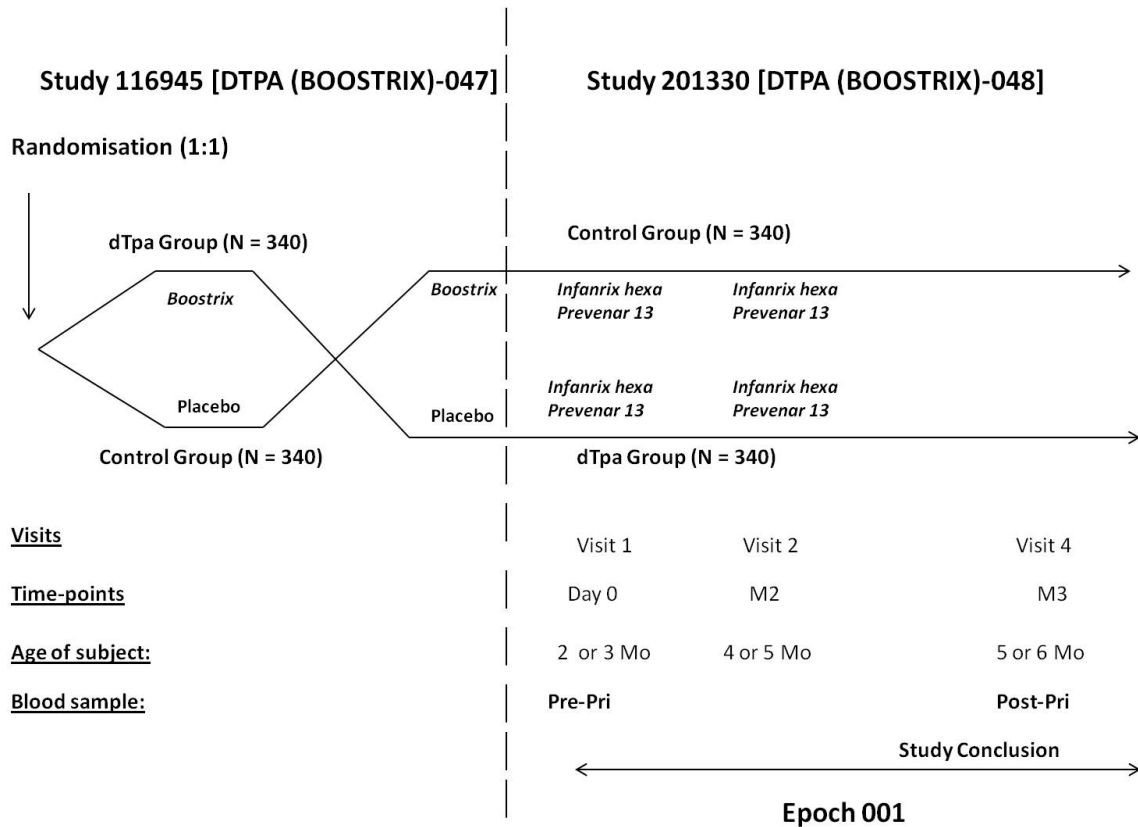 Study 116945 [DTPA (BOOSTRIX)-047]
Study 201330 [DTPA (BOOSTRIX)-048]
Randomisation (1:1)
dTpa Group (N = 340)
Control Group (N = 340)
Boostrix
Boostrix
Infanrix hexa
Prevenar 13
Infanrix hexa
Prevenar 13
Placebo
Placebo
Infanrix hexa
Prevenar 13
Infanrix hexa
Prevenar 13
Control Group (N = 340)
dTpa Group (N = 340)
Visits
Visit 1
Visit 2
Visit 4
Time-points
Day 0
M2
M3
Age of subject:
2 or 3 Mo
4 or 5 Mo
5 or 6 Mo
Blood sample:
Pre-Pri
Post-Pri
Study Conclusion
Epoch 001